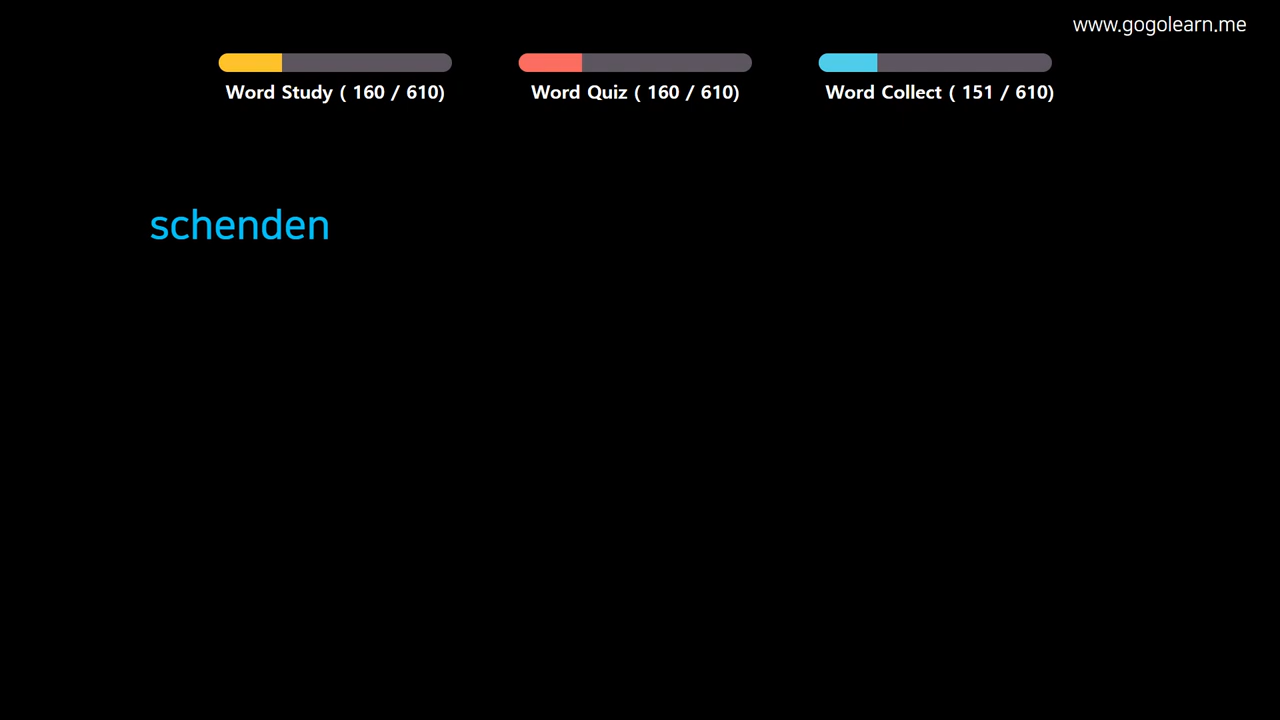 www.gogolearn.me
Word Study ( 160 / 610)
Word Quiz ( 160 / 610)
Word Collect ( 151 / 610)
schenden